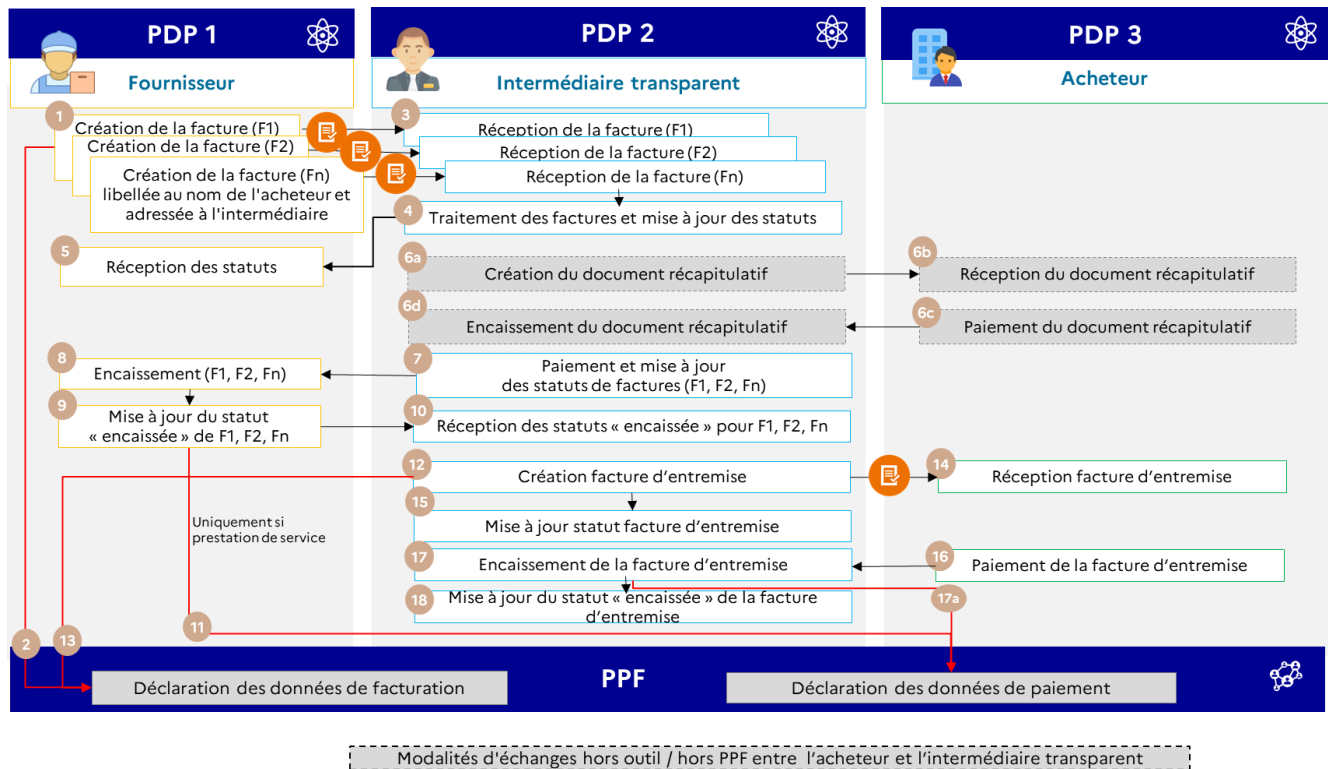 PDP 1
PDP 2
PDP 3
Fournisseur
Intermédiaire transparent
Acheteur
1
Création de la facture (F1)
Création de la facture (F2)
Création de la facture (Fn)
libellée au nom de l'acheteur et
adressée à l'intermédiaire
3
Réception de la facture (F1)
Réception de la facture (F2)
Réception de la facture (Fn)
4
Traitement des factures et mise à jour des statuts
5
Réception des statuts
6a
Création du document récapitulatif
6b
Réception du document récapitulatif
6d
Encaissement du document récapitulatif
6c
Paiement du document récapitulatif
8
Encaissement (F1, F2, Fn)
7
Paiement et mise à jour
des statuts de factures (F1, F2, Fn)
9
Mise à jour du statut
« encaissée » de F1, F2, Fn
10
Réception des statuts « encaissée » pour F1, F2, Fn
12
Création facture d’entremise
14
Réception facture d’entremise
15
Mise à jour statut facture d’entremise
Uniquement si
prestation de service
17
Encaissement de la facture d’entremise
16
Paiement de la facture d’entremise
18
Mise à jour du statut « encaissée » de la facture
d’entremise
17a
2
13
11
Déclaration des données de facturation
PPF
Déclaration des données de paiement
Modalités d'échanges hors outil / hors PPF entre l’acheteur et l’intermédiaire transparent